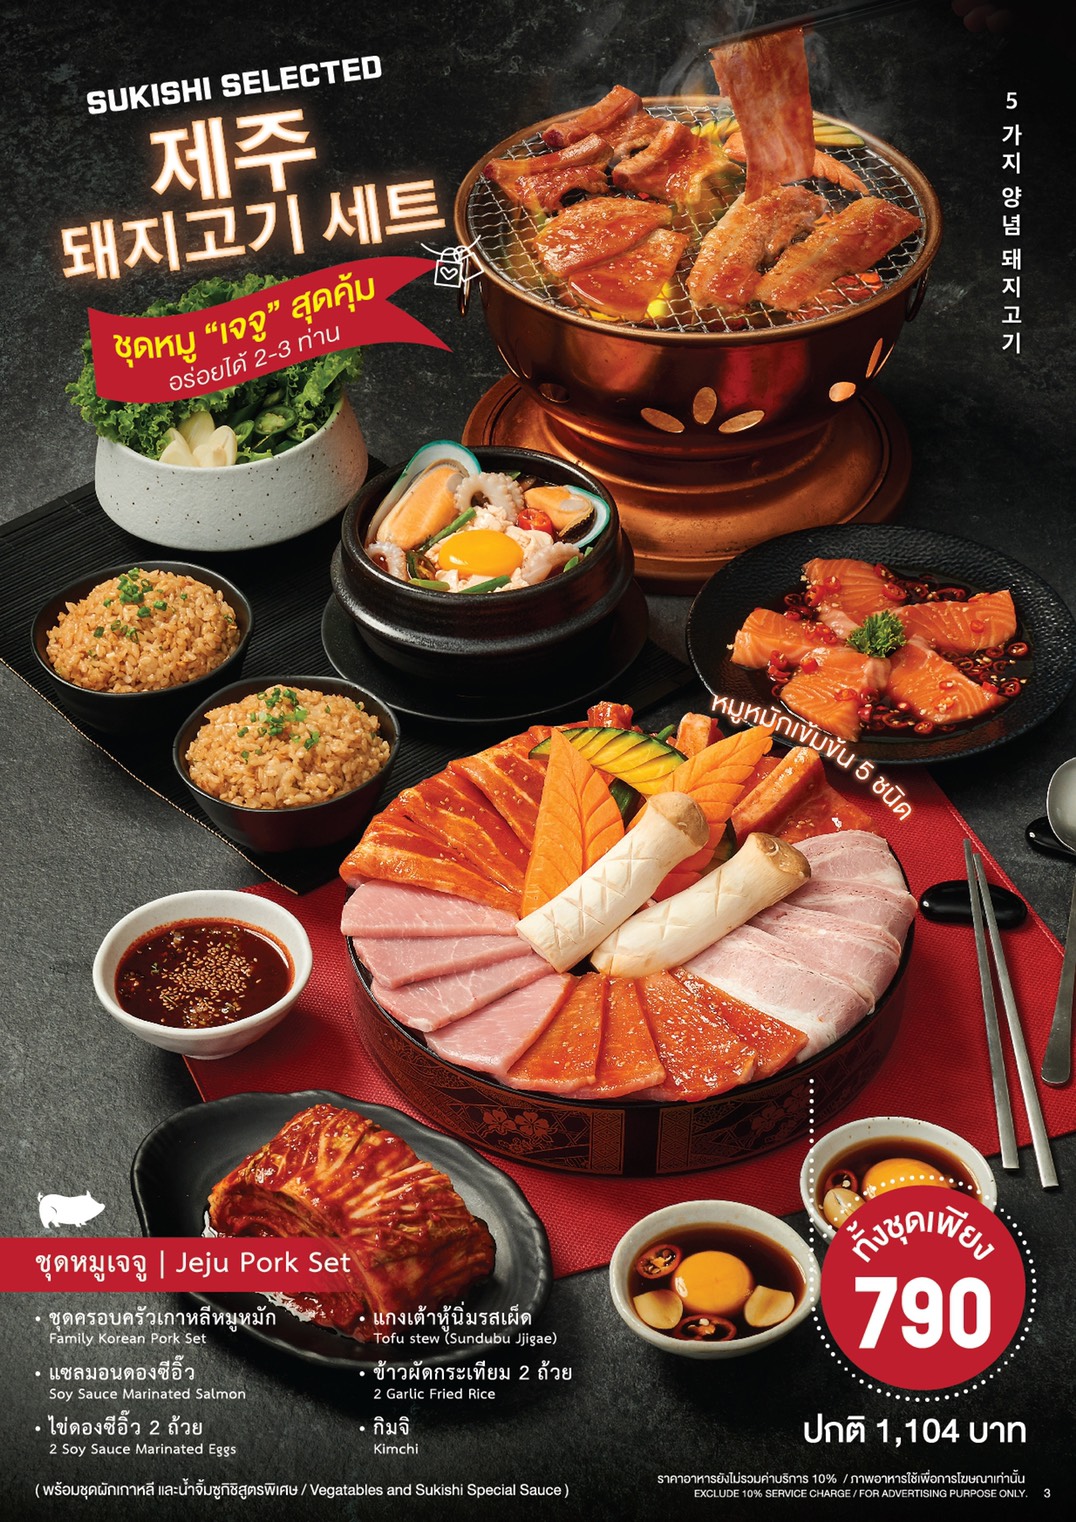 SUKISHI SELECTED
제주
돼지고기 세트
ชุดหมู “เจจู” สุดคุ้ม
อร่อยได้ 2-3 ท่าน
5 가지 양념 돼지고기
หมูหมักเข้มข้น 5 ชนิด
ชุดหมูเจจู | Jeju Pork Set
• ชุดครอบครัวเกาหลีหมูหมัก
Family Korean Pork Set
• แซลมอนดองซีอิ๊ว
Soy Sauce Marinated Salmon
• ไข่ดองซีอิ๊ว 2 ถ้วย
2 Soy Sauce Marinated Eggs
• แกงเต้าหู้นิ่มรสเผ็ด
Tofu stew (Sundubu Jjigae)
• ข้าวผัดกระเทียม 2 ถ้วย
2 Garlic Fried Rice
• กิมจิ
Kimchi
(พร้อมชุดผักเกาหลี และน้ำจิ้มซูกิชิสูตรพิเศษ / Vegatables and Sukishi Special Sauce)
ทั้งชุดเพียง
790
ปกติ 1,104 บาท
ราคาอาหารยังไม่รวมค่าบริการ 10% / ภาพอาหารใช้เพื่อการโฆษณาเท่านั้น
EXCLUDE 10% SERVICE CHARGE / FOR ADVERTISING PURPOSE ONLY.
3